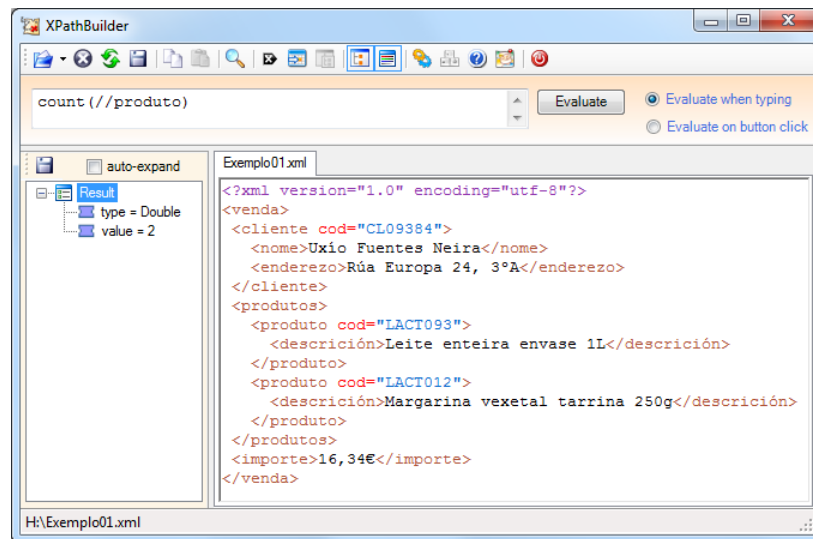 XPathBuilder
count(//produto)
Evaluate
Evaluate when typing
Evaluate on button click
auto-expand
Result
type = Double
value = 2
Exemplo01.xml
<?xml version="1.0" encoding="utf-8"?>
<venda>
<cliente cod="CL09384">
<nome>Uxío Fuentes Neira</nome>
<enderezo>Rúa Europa 24, 3ºA</enderezo>
</cliente>
<produtos>
<produto cod="LACT093">
<descrición>Leite enteira envase 1L</descrición>
</produto>
<produto cod="LACT012">
<descrición>Margarina vexetal tarrina 250g</descrición>
</produto>
</produtos>
<importe>16,34€</importe>
</venda>
H:\Exemplo01.xml